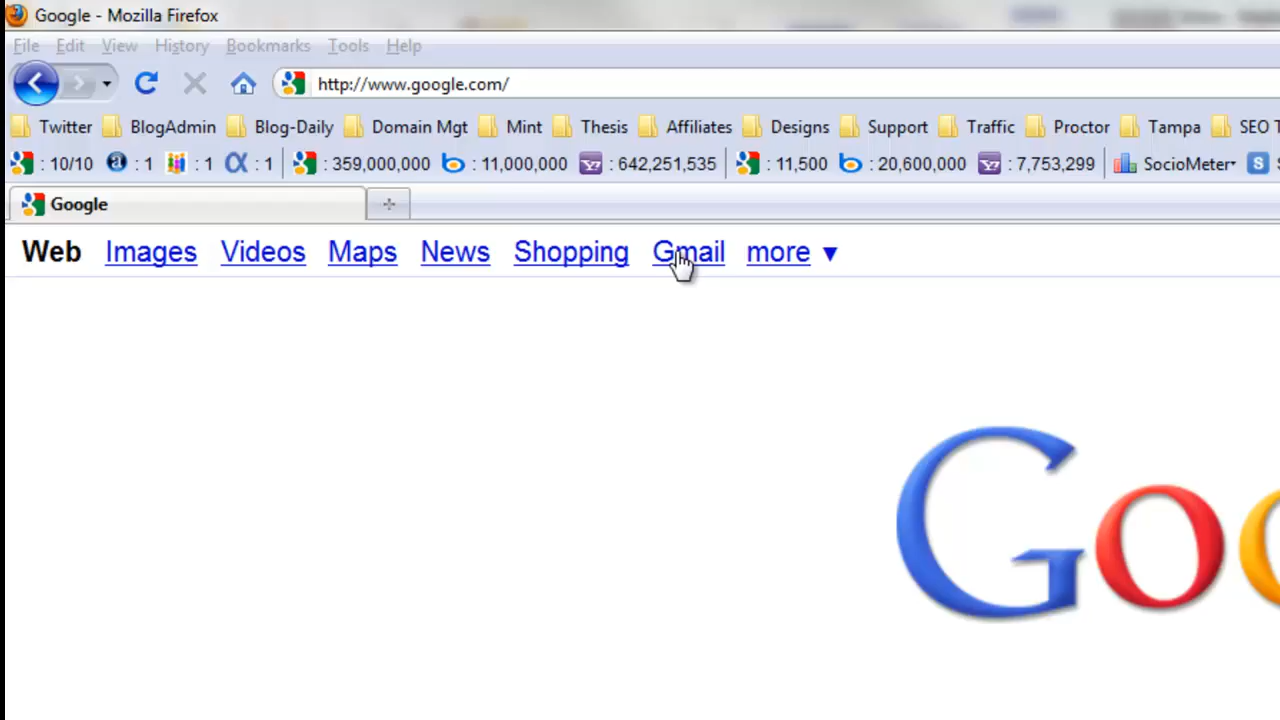 Google - Mozilla Firefox
File Edit View History Bookmarks Tools Help
http://www.google.com/
Twitter BlogAdmin Blog-Daily Domain Mgt Mint Thesis Affiliates Designs Support Traffic Proctor Tampa SEO T
: 10/10 : 1 : 1 : 1 : 359,000,000 : 11,000,000 : 642,251,535 : 11,500 : 20,600,000 : 7,753,299 SocioMeter S
Google
Web Images Videos Maps News Shopping Gmail more
Goo